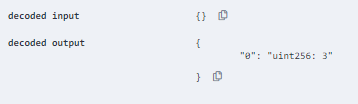 decoded input {}
decoded output {
"0": "uint256: 3"
}